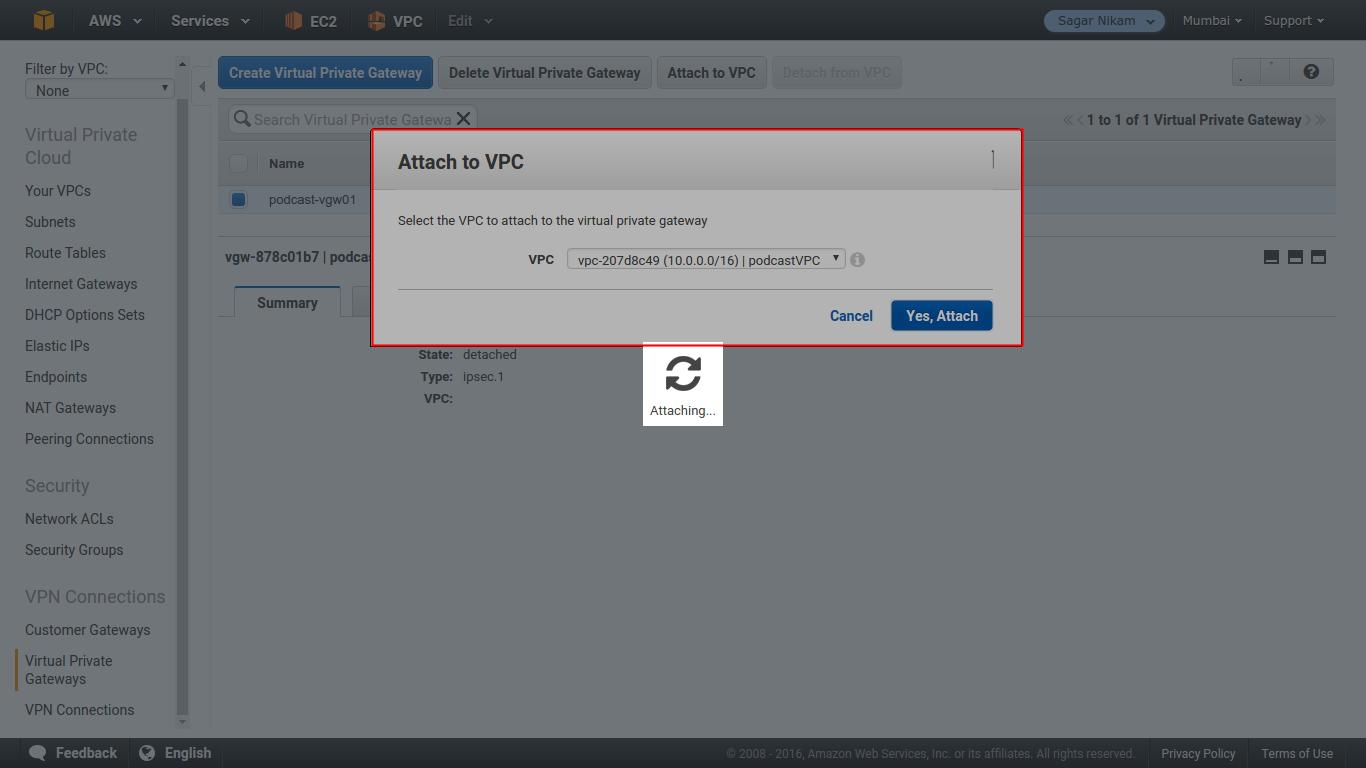 AWS Services EC2 VPC Edit Sagar Nikam Mumbai Support
Filter by VPC:
None
Virtual Private
Cloud
Your VPCs
Subnets
Route Tables
Internet Gateways
DHCP Options Sets
Elastic IPs
Endpoints
NAT Gateways
Peering Connections
Security
Network ACLs
Security Groups
VPN Connections
Customer Gateways
Virtual Private
Gateways
VPN Connections
Create Virtual Private Gateway Delete Virtual Private Gateway Attach to VPC Detach from VPC
Search Virtual Private Gatewa
1 to 1 of 1 Virtual Private Gateway
Name
podcast-vgw01
vgw-878c01b7 | podcas
Summary
State: detached
Type: ipsec.1
VPC:
Attach to VPC
Select the VPC to attach to the virtual private gateway
VPC vpc-207d8c49 (10.0.0.0/16) | podcastVPC
Cancel Yes, Attach
Attaching...
Feedback English © 2008 - 2016, Amazon Web Services, Inc. or its affiliates. All rights reserved. Privacy Policy Terms of Use